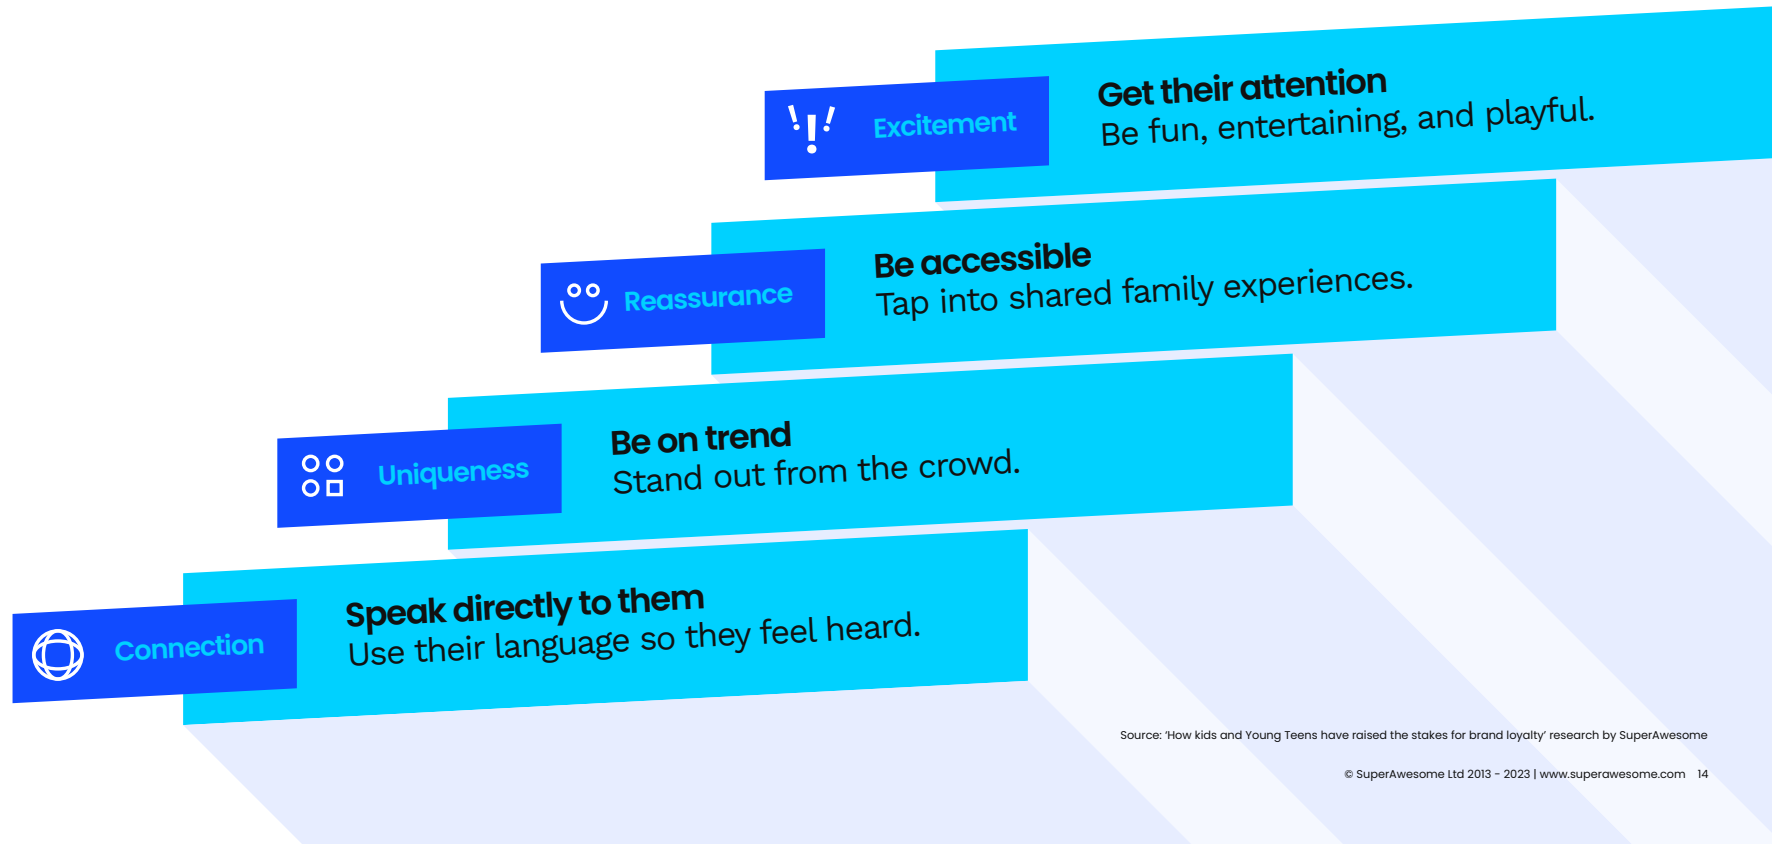 Excitement
Get their attention
Be fun, entertaining, and playful.
Reassurance
Be accessible
Tap into shared family experiences.
Uniqueness
Be on trend
Stand out from the crowd.
Connection
Speak directly to them
Use their language so they feel heard.
Source: ‘How kids and Young Teens have raised the stakes for brand loyalty’ research by SuperAwesome
© SuperAwesome Ltd 2013 - 2023 | www.superawesome.com 14